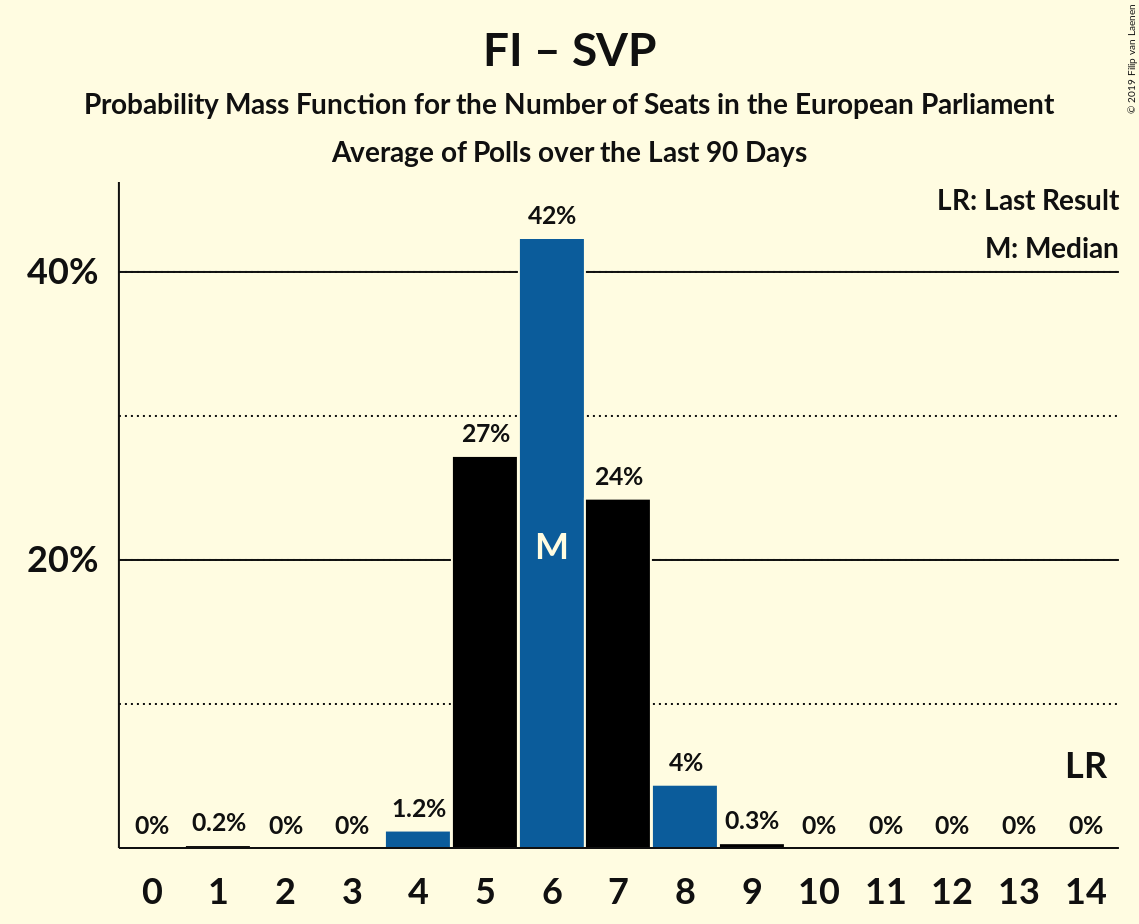 FI – SVP
Probability Mass Function for the Number of Seats in the European Parliament
Average of Polls over the Last 90 Days
© 2019 Filip van Laenen
LR: Last Result
M: Median
42%
40%
27%
24%
M
20%
4%
LR
1.2%
0% 0.2% 0% 0% 0.3% 0% 0% 0% 0% 0%
0 1 2 3 4 5 6 7 8 9 10 11 12 13 14